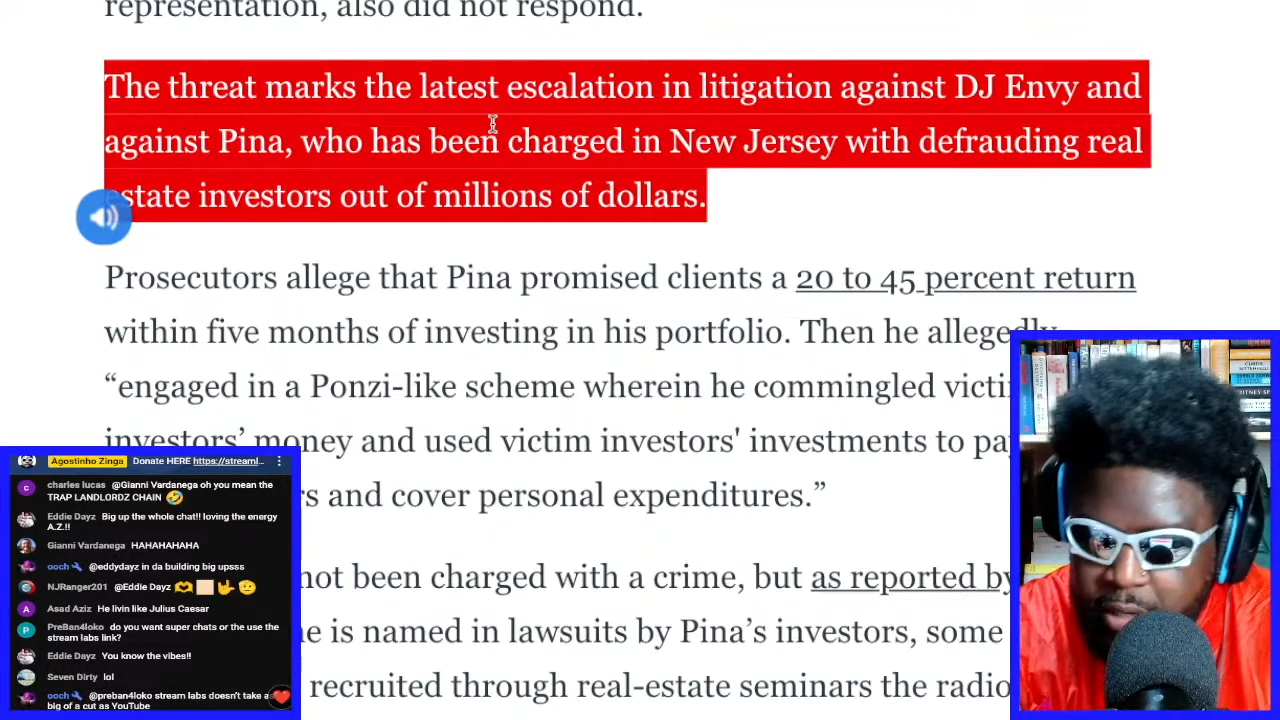 representation, also did not respond.
The threat marks the latest escalation in litigation against DJ Envy and
against Pina, who has been charged in New Jersey with defrauding real
estate investors out of millions of dollars.
Prosecutors allege that Pina promised clients a 20 to 45 percent return
within five months of investing in his portfolio. Then he allegedly
“engaged in a Ponzi-like scheme wherein he commingled
investors’ money and used victim investors' investments to
and cover personal expenditures.”
not been charged with a crime, but as reported by
is named in lawsuits by Pina’s investors, some
recruited through real-estate seminars the
Agostinho Zinga Donate HERE https://streaml...
charles lucas @Gianni Vardanega oh you mean the
TRAP LANDLORDZ CHAIN
Eddie Dayz Big up the whole chat!! loving the energy
A.Z.!!
Gianni Vardanega HAHAHAHAHA
ooch @eddydayz in da building big upsss
NJRanger201 @Eddie Dayz
Asad Aziz He livin like Julius Caesar
PreBan4loko do you want super chats or the use the
stream labs link?
Eddie Dayz You know the vibes!!
Seven Dirty lol
ooch @preban4loko stream labs doesn't take
big of a cut as YouTube